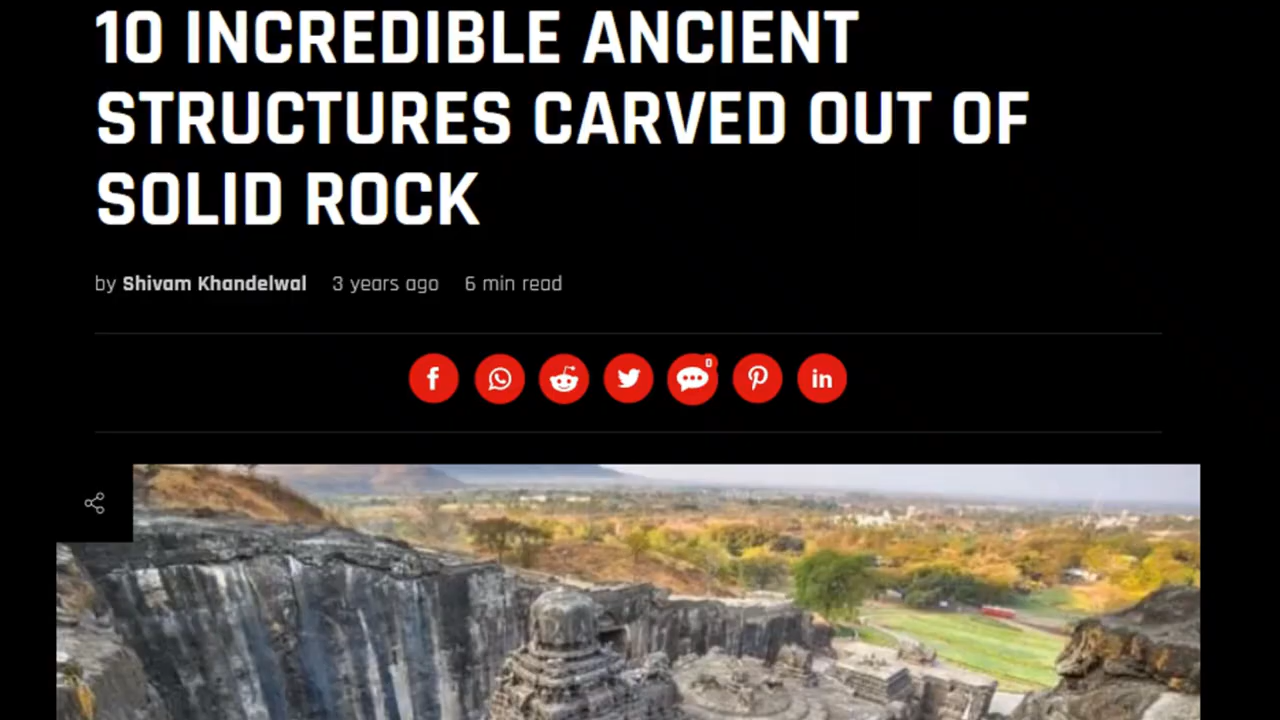 10 INCREDIBLE ANCIENT
STRUCTURES CARVED OUT OF
SOLID ROCK
by Shivam Khandelwal 3 years ago 6 min read
0